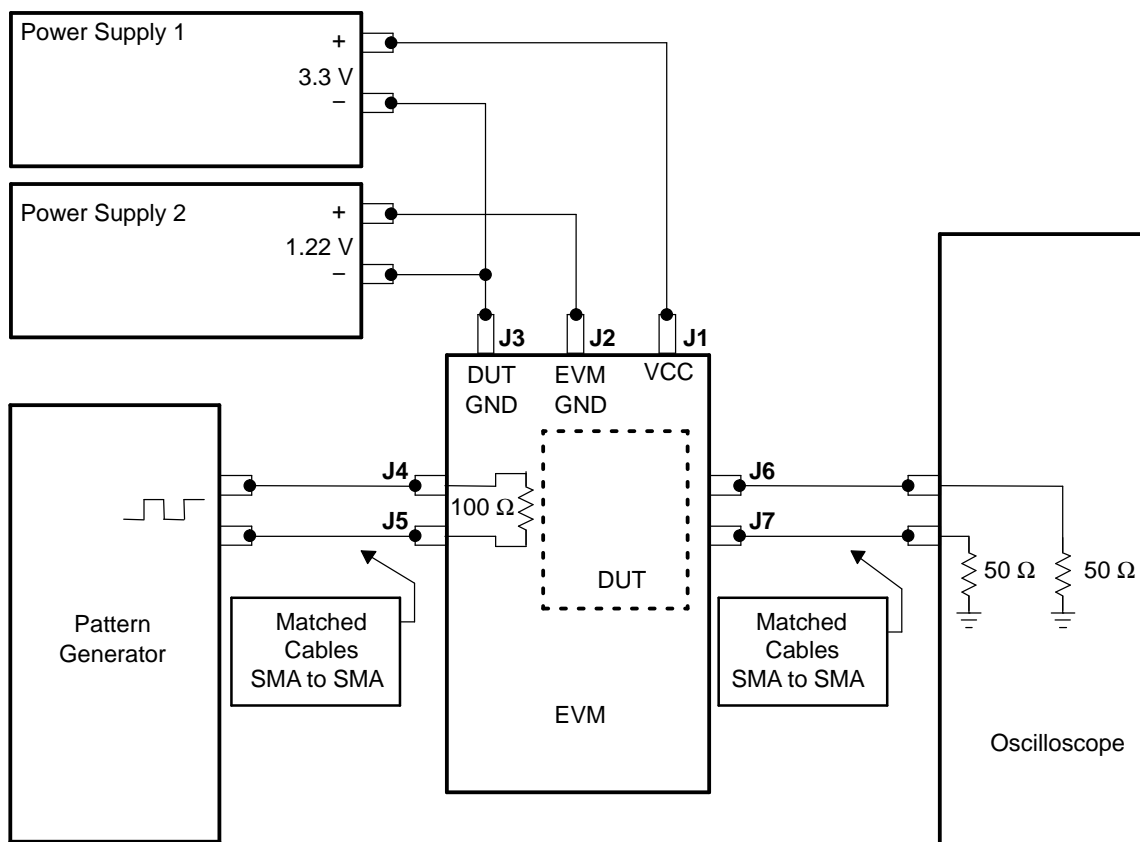 Power Supply 1
+
3.3 V
−
Power Supply 2
+
1.22 V
−
J3
J2
J1
DUT
GND
EVM
GND
VCC
J4
100 Ω
J5
DUT
J6
J7
50 Ω
50 Ω
Pattern
Generator
Matched
Cables
SMA to SMA
Matched
Cables
SMA to SMA
EVM
Oscilloscope